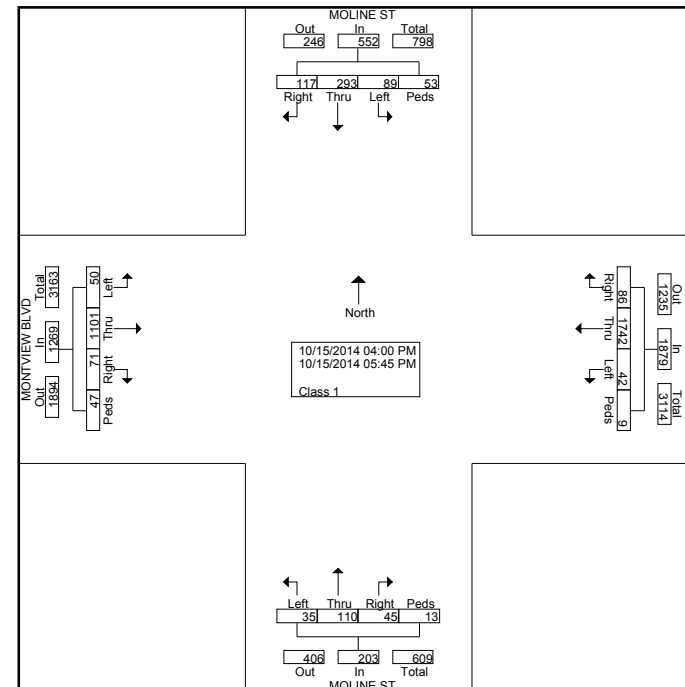 MOLINE ST
Out In Total
246 552 798
117 293 89 53
Right Thru Left Peds
MONTVIEW BLVD
Total 3163
In 1269
Out 1894
50 1101 71 47
Left Thru Right Peds
North
10/15/2014 04:00 PM
10/15/2014 05:45 PM
Class 1
Right Thru Left Peds
86 1742 42 9
Out 1235
In 1879
Total 3114
Left Thru Right Peds
35 110 45 13
406 203 609
Out In Total
MOLINE ST